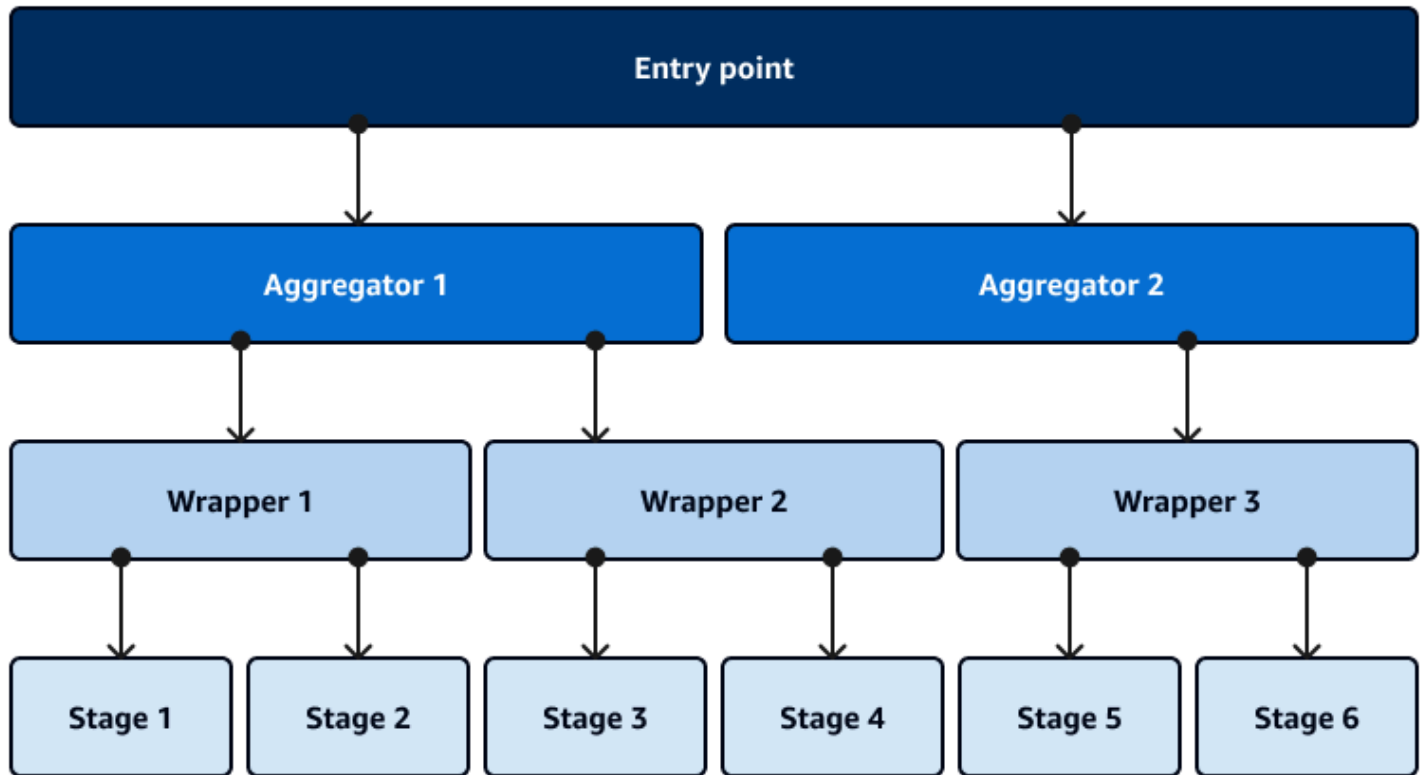 Entry point
Aggregator 1
Aggregator 2
Wrapper 1
Wrapper 2
Wrapper 3
Stage 1
Stage 2
Stage 3
Stage 4
Stage 5
Stage 6